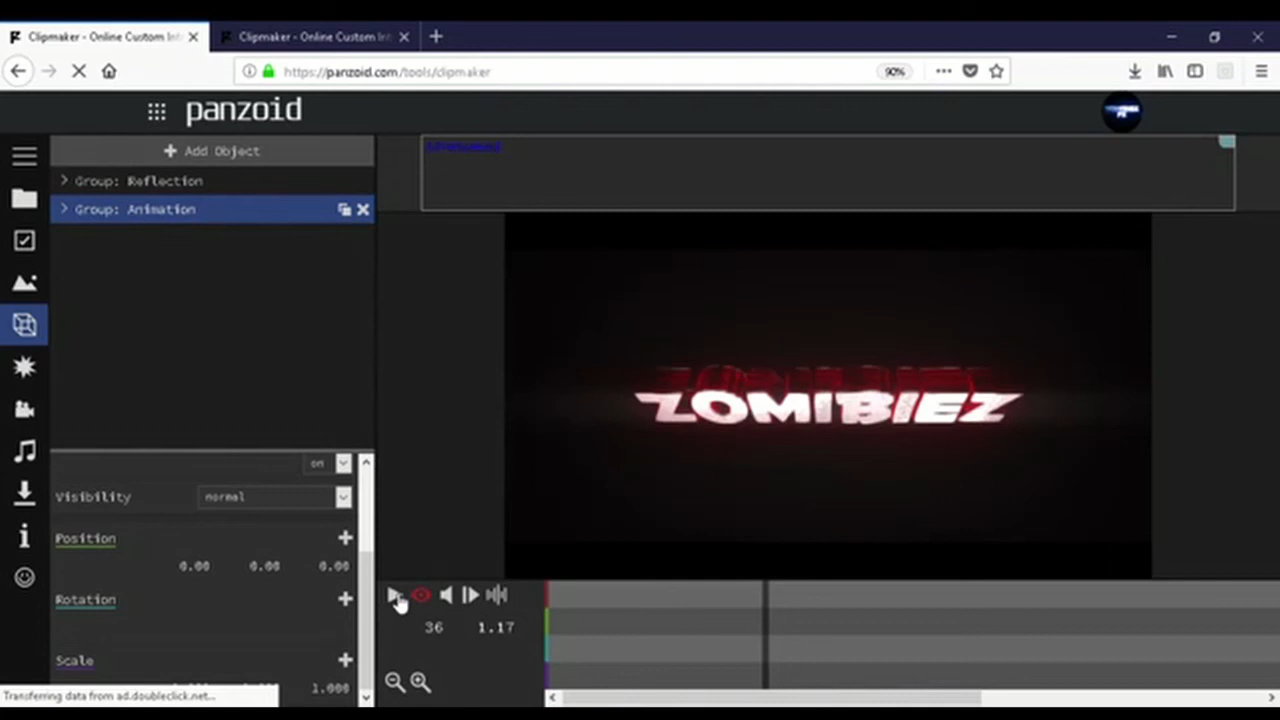 Clipmaker - Online Custom Int
Clipmaker - Online Custom Int
https://panzoid.com/tools/clipmaker
90%
panzoid
Add Object
Group: Reflection
Group: Animation
ZOMIBIEZ
on
Visibility
normal
Position
0.00 0.00 0.00
Rotation
36 1.17
Scale
1.000
Transferring data from ad.doubleclick.net...